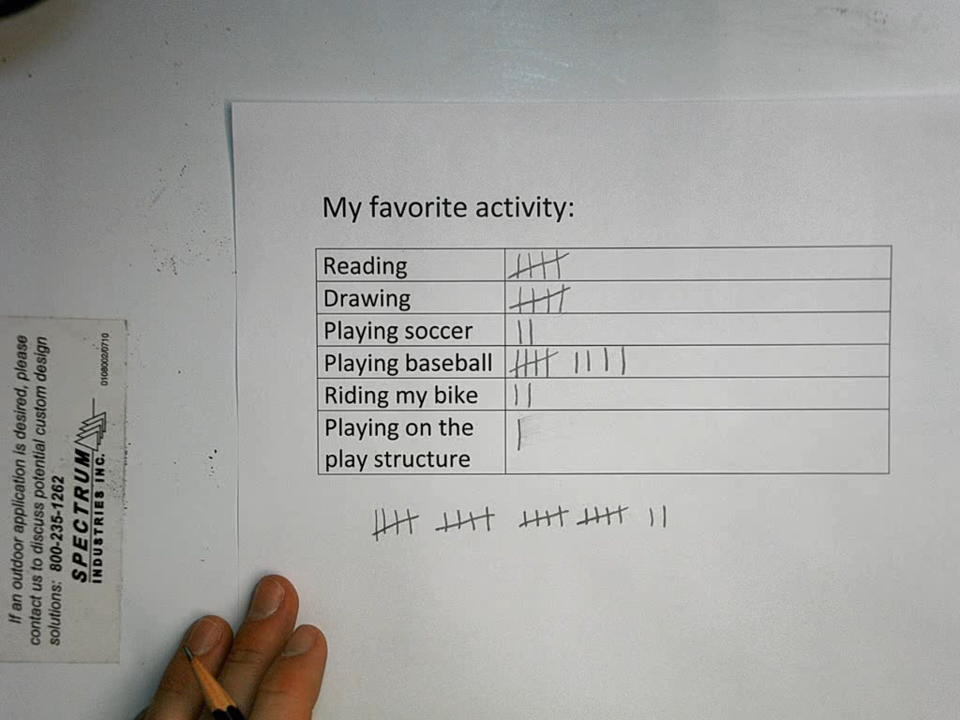 My favorite activity:
Reading
Drawing
Playing soccer
Playing baseball
Riding my bike
Playing on the
play structure
If an outdoor application is desired, please
contact us to discuss potential custom design
solutions: 800-235-1262
SPECTRUM
INDUSTRIES INC.
0108002/0710